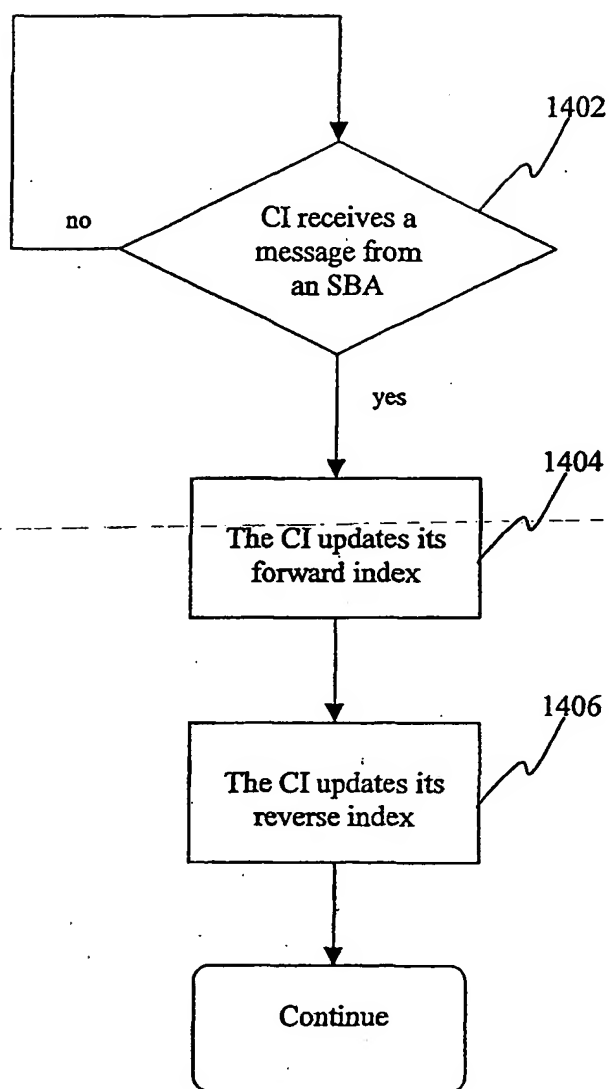 1402
CI receives a
message from
an SBA
no
yes
1404
The CI updates its
forward index
1406
The CI updates its
reverse index
Continue